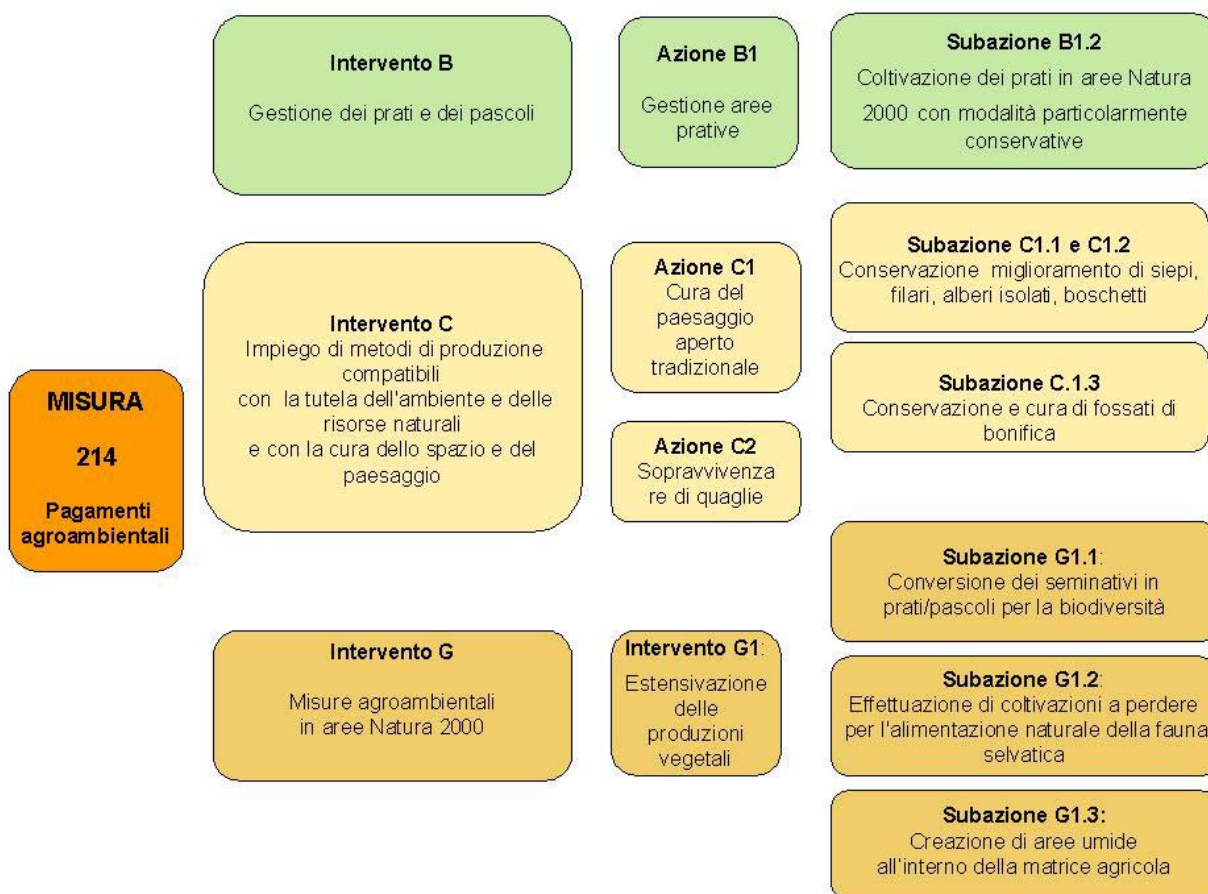 MISURA
214
Pagamenti
agroambientali
Intervento B
Gestione dei prati e dei pascoli
Azione B1
Gestione aree
prative
Subazione B1.2
Coltivazione dei prati in aree Natura
2000 con modalità particolarmente
conservative
Intervento C
Impiego di metodi di produzione
compatibili
con la tutela dell'ambiente e delle
risorse naturali
e con la cura dello spazio e del
paesaggio
Azione C1
Cura del
paesaggio
aperto
tradizionale
Subazione C1.1 e C1.2
Conservazione miglioramento di siepi,
filari, alberi isolati, boschetti
Subazione C.1.3
Conservazione e cura di fossati di
bonifica
Azione C2
Sopravvivenza
re di quaglie
Intervento G
Misure agroambientali
in aree Natura 2000
Intervento G1:
Estensivazione
delle
produzioni
vegetali
Subazione G1.1:
Conversione dei seminativi in
prati/pascoli per la biodiversità
Subazione G1.2:
Effettuazione di coltivazioni a perdere
per l'alimentazione naturale della fauna
selvatica
Subazione G1.3:
Creazione di aree umide
all'interno della matrice agricola